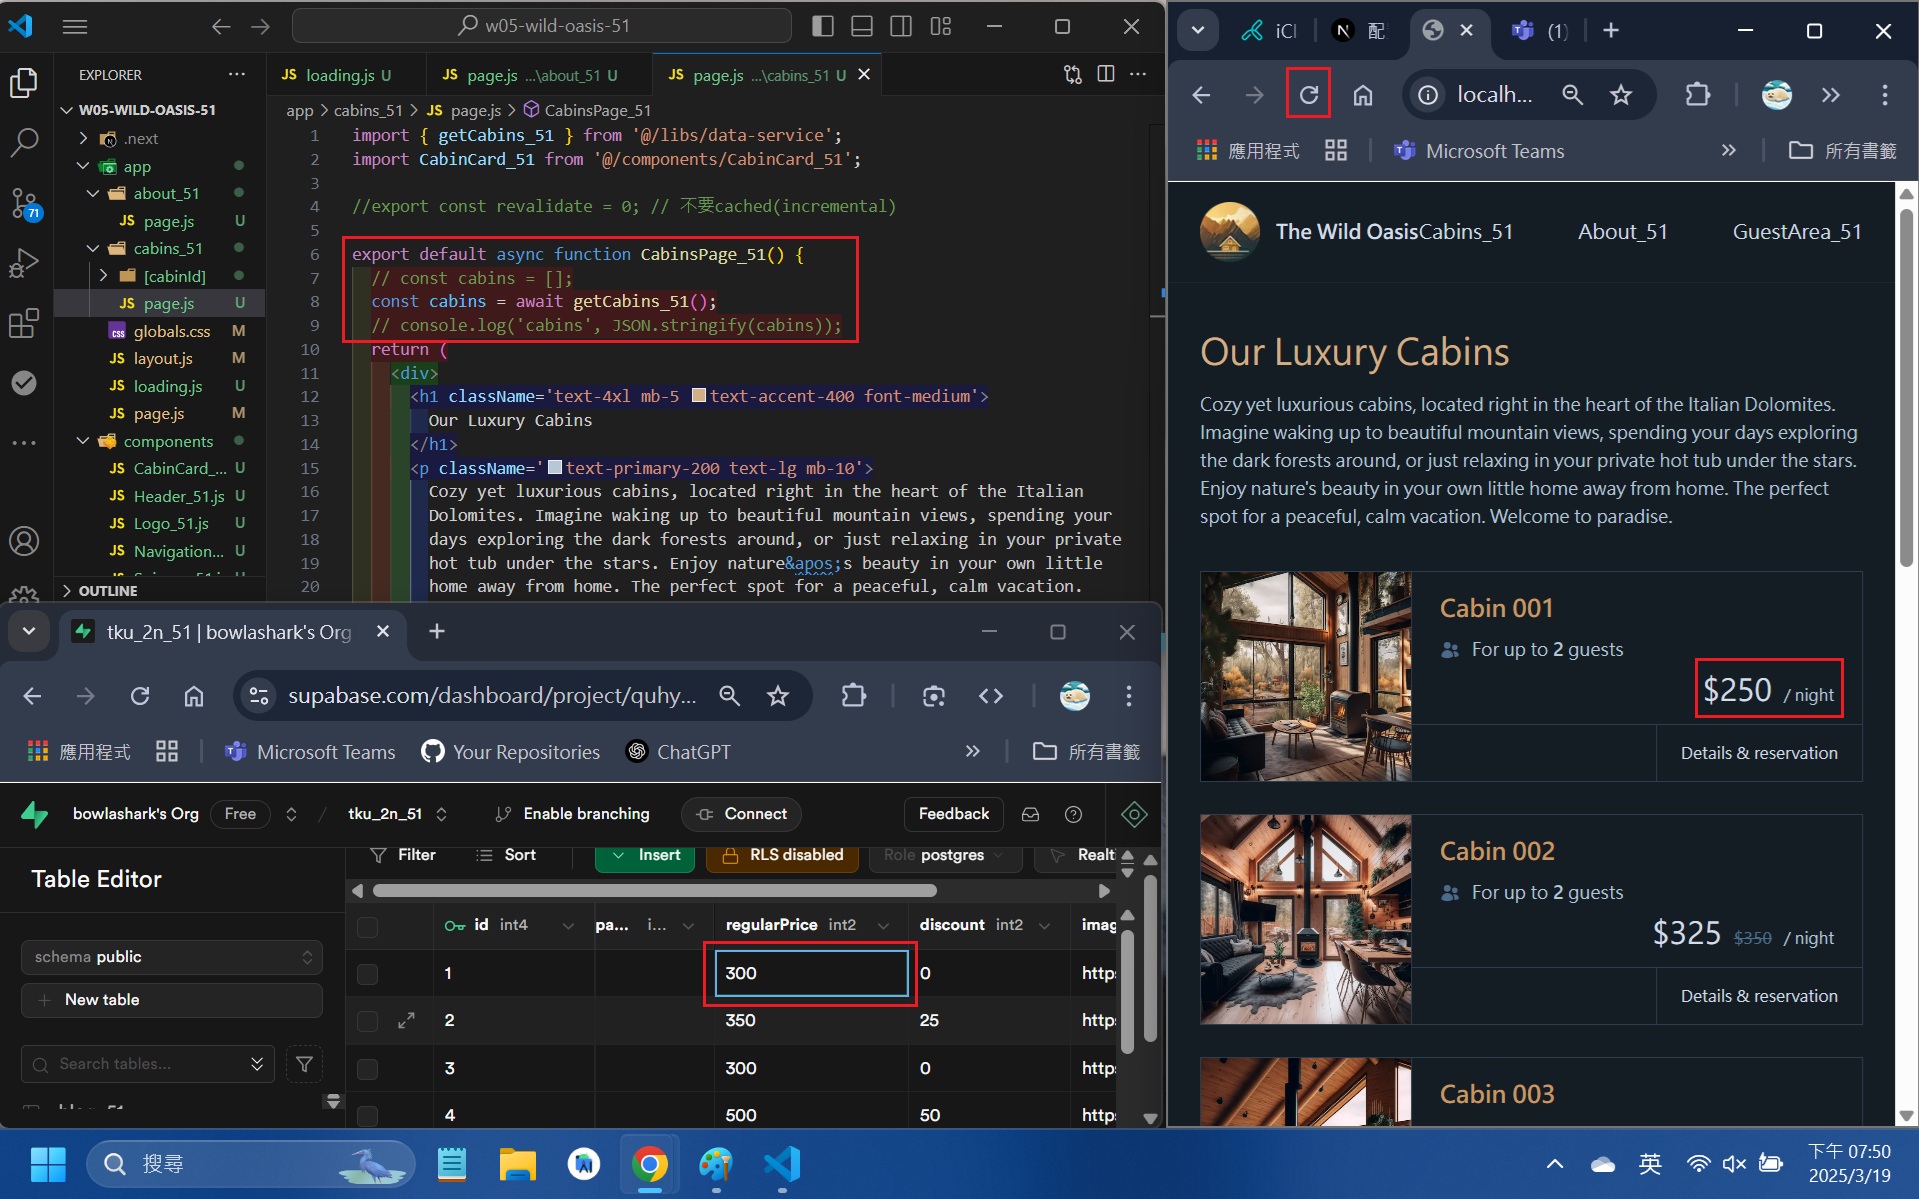 w05-wild-oasis-51
EXPLORER
W05-WILD-OASIS-51
.next
app
about_51
page.js U
cabins_51
[cabinId]
page.js U
globals.css M
layout.js M
loading.js U
page.js M
components
CabinCard_... U
Header_51.js U
Logo_51.js U
Navigation... U
OUTLINE
71
loading.js U
page.js ...\about_51 U
page.js ...\cabins_51 U
app > cabins_51 > page.js > CabinsPage_51
1 import { getCabins_51 } from '@/libs/data-service';
2 import CabinCard_51 from '@/components/CabinCard_51';
3
4 //export const revalidate = 0; // 不要cached(incremental)
5
6 export default async function CabinsPage_51() {
7 // const cabins = [];
8 const cabins = await getCabins_51();
9 // console.log('cabins', JSON.stringify(cabins));
10 return (
11 <div>
12 <h1 className='text-4xl mb-5 text-accent-400 font-medium'>
13 Our Luxury Cabins
14 </h1>
15 <p className='text-primary-200 text-lg mb-10'>
16 Cozy yet luxurious cabins, located right in the heart of the Italian
17 Dolomites. Imagine waking up to beautiful mountain views, spending your
18 days exploring the dark forests around, or just relaxing in your private
19 hot tub under the stars. Enjoy nature&apos;s beauty in your own little
20 home away from home. The perfect spot for a peaceful, calm vacation.
tku_2n_51 | bowlashark's Org
supabase.com/dashboard/project/quhy...
應用程式
Microsoft Teams
Your Repositories
ChatGPT
所有書籤
bowlashark's Org Free / tku_2n_51 Enable branching Connect Feedback
Table Editor
schema public
New table
Search tables...
Filter Sort Insert RLS disabled Role postgres Realti
id int4 pa... i... regularPrice int2 discount int2 imag
1 300 0 http
2 350 25 http
3 300 0 http
4 500 50 http
iCl
配
(1)
localh...
應用程式
Microsoft Teams
所有書籤
The Wild Oasis Cabins_51 About_51 GuestArea_51
Our Luxury Cabins
Cozy yet luxurious cabins, located right in the heart of the Italian Dolomites.
Imagine waking up to beautiful mountain views, spending your days exploring
the dark forests around, or just relaxing in your private hot tub under the stars.
Enjoy nature's beauty in your own little home away from home. The perfect
spot for a peaceful, calm vacation. Welcome to paradise.
Cabin 001
For up to 2 guests
$250 / night
Details & reservation
Cabin 002
For up to 2 guests
$325 $350 / night
Details & reservation
Cabin 003
搜尋
英
下午 07:50
2025/3/19